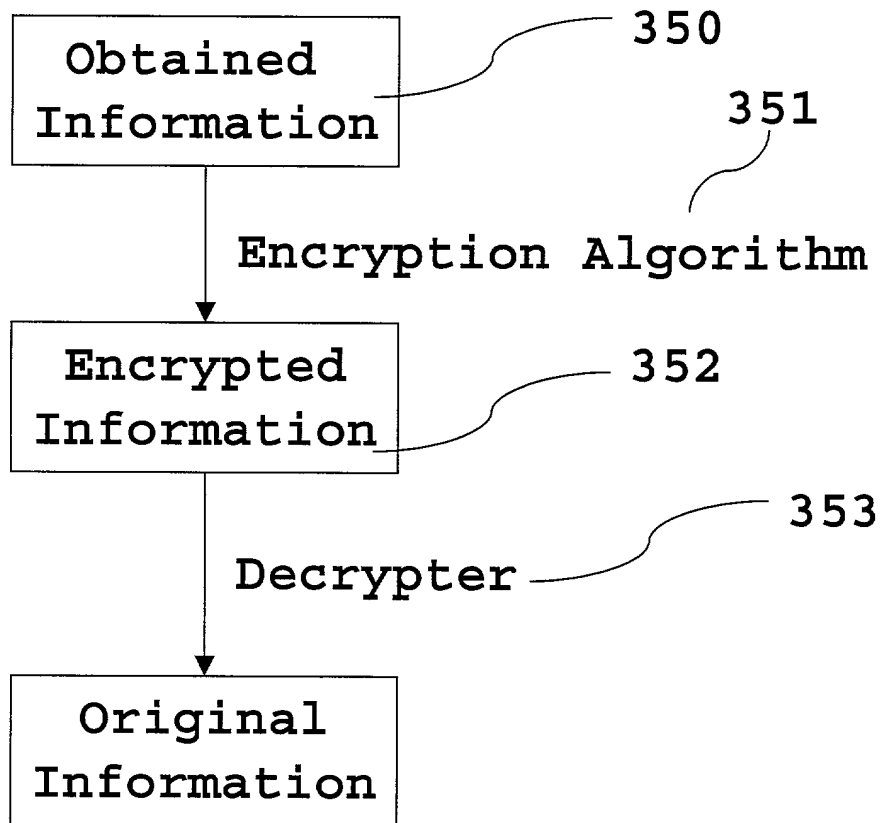 350
Obtained
Information
351
Encryption Algorithm
Encrypted
352
Information
353
Decrypter
Original
Information